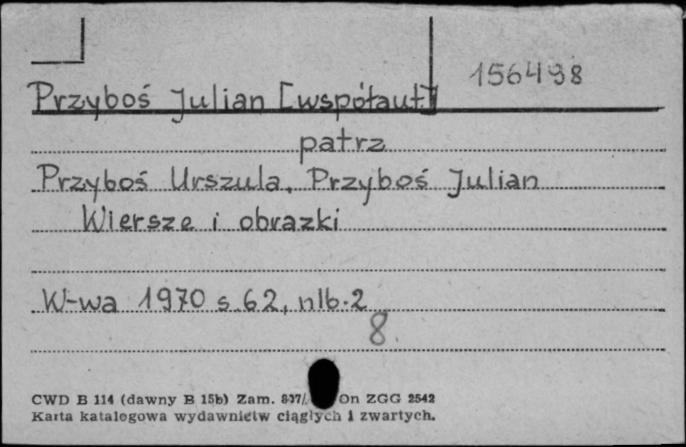 156498
Przyboś Julian [współaut.]
patrz
Przyboś Urszula, Przyboś Julian
Wiersze i obrazki
W-wa 1970 s. 62, nlb. 2
8.
CWD B 114 (dawny B 15b) Zam. On ZGG 2542
Karta katalogowa wydawnictw ciągłych i zwartych.